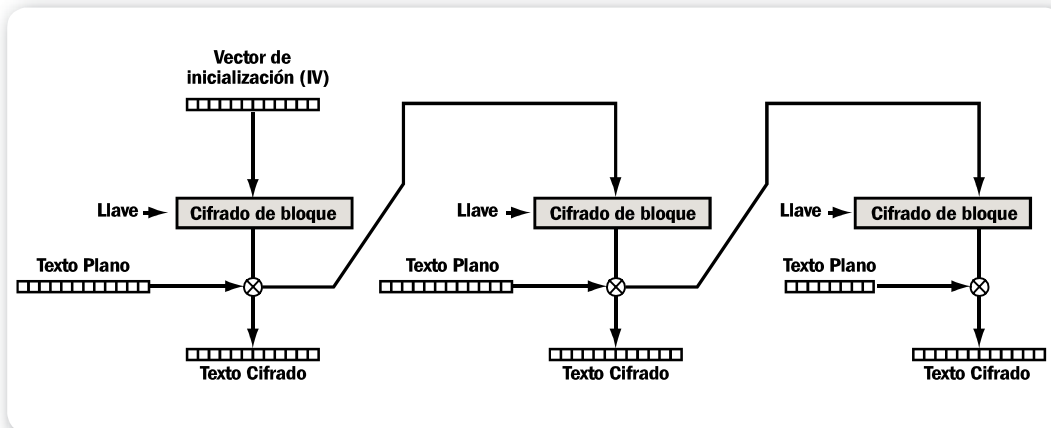 Vector de
inicialización (IV)
Llave
Cifrado de bloque
Llave
Cifrado de bloque
Llave
Cifrado de bloque
Texto Plano
Texto Plano
Texto Plano
Texto Cifrado
Texto Cifrado
Texto Cifrado